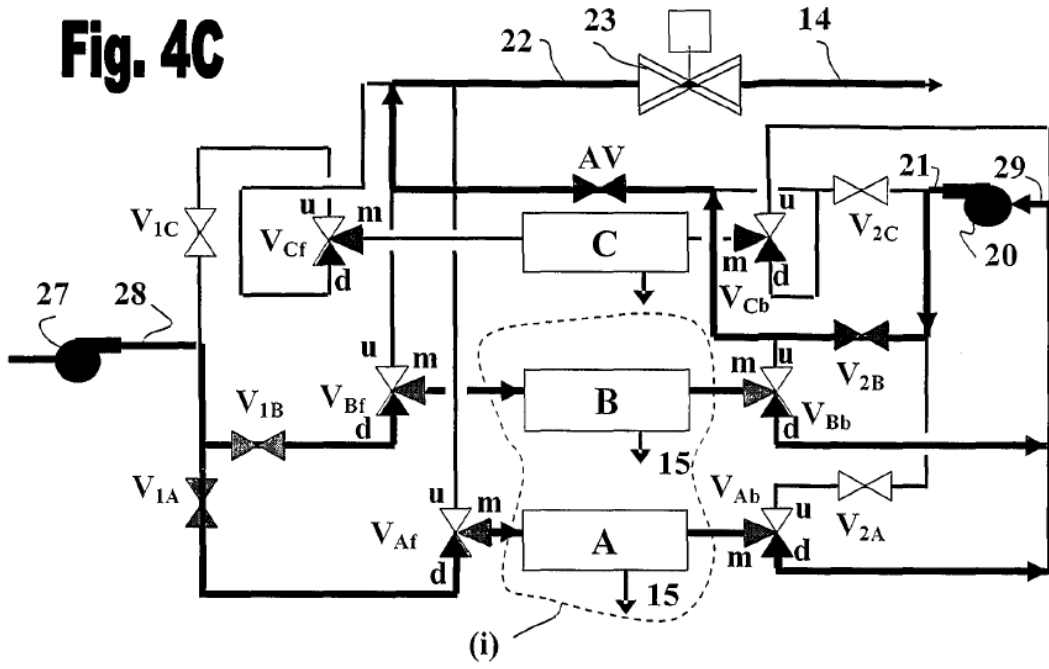 Fig. 4C
22
23
14
AV
21
29
V1C
u
m
VCf
d
C
u
m
d
VCb
V2C
20
27
28
u
m
V1B
VBf
d
B
15
m
u
V2B
VBb
d
V1A
u
m
VAf
d
A
15
VAb
u
m
d
V2A
(i)